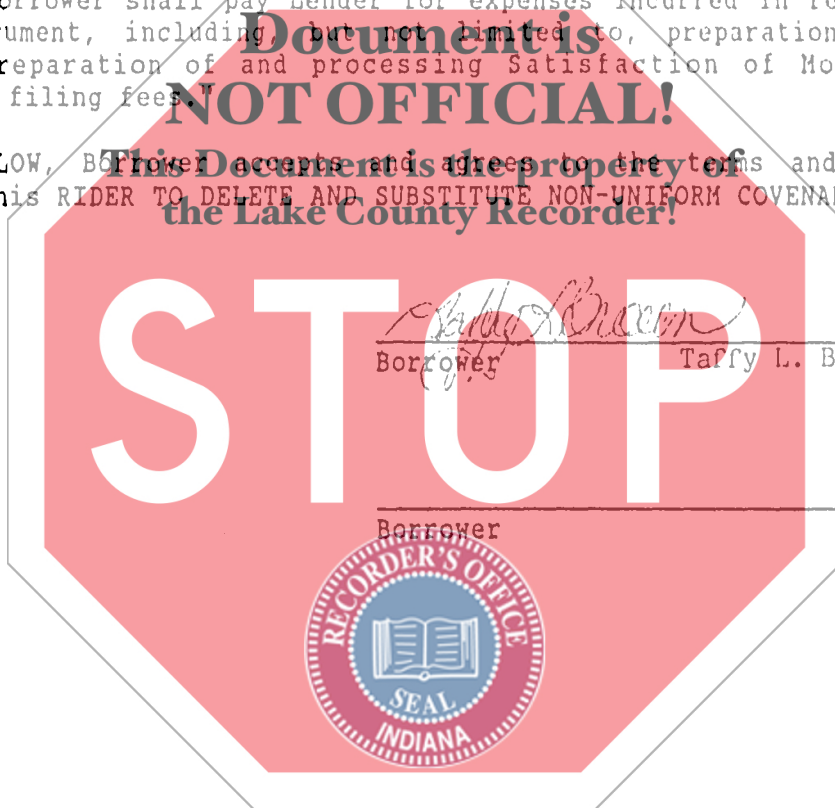 orrower shall pay Lender for expenses incurred in
rument, including, but not limited to, preparation
reparation of and processing Satisfaction of Mo
filing fees."
LOW, Borrower accepts and agrees to the terms and
his RIDER TO DELETE AND SUBSTITUTE NON-UNIFORM COVENA
Document is
NOT OFFICIAL!
This Document is the property of
the Lake County Recorder!
STOP
Borrower Taffy L. B
Borrower
RECORDER'S OFFICE
SEAL
INDIANA